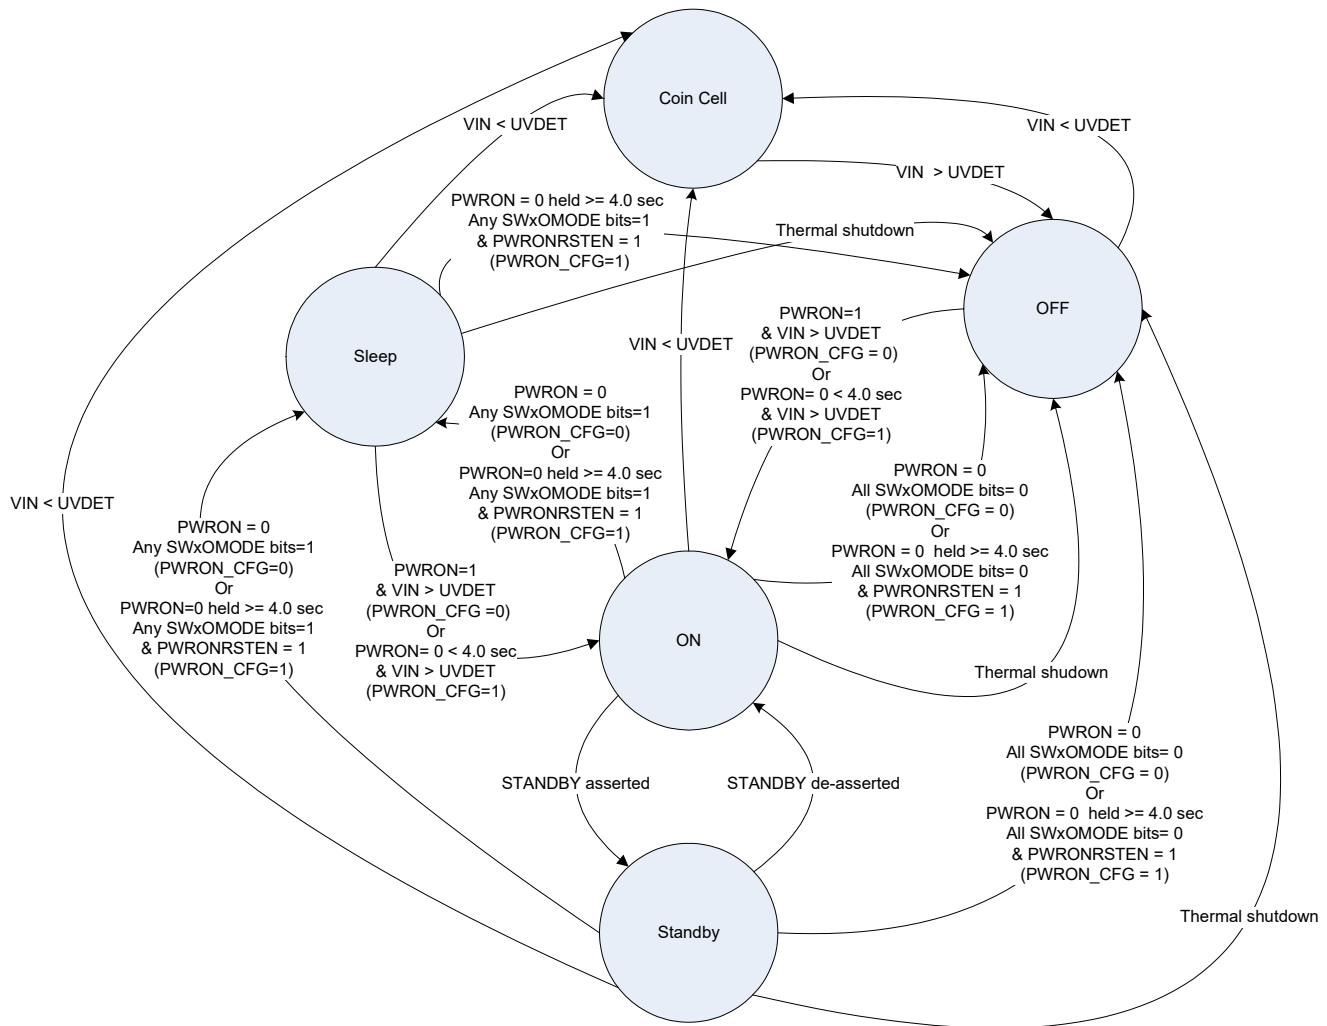 Coin Cell
VIN < UVDET
VIN < UVDET
VIN  > UVDET
PWRON = 0 held >= 4.0 sec
Any SWxOMODE bits=1
& PWRONRSTEN = 1
(PWRON_CFG=1)
Thermal shutdown
OFF
Sleep
PWRON=1
& VIN > UVDET
(PWRON_CFG = 0)
Or
PWRON= 0 < 4.0 sec
& VIN > UVDET
(PWRON_CFG=1)
VIN < UVDET
PWRON = 0
Any SWxOMODE bits=1
(PWRON_CFG=0)
Or
PWRON=0 held >= 4.0 sec
Any SWxOMODE bits=1
& PWRONRSTEN = 1
(PWRON_CFG=1)
PWRON = 0
All SWxOMODE bits= 0
(PWRON_CFG = 0)
Or
PWRON = 0  held >= 4.0 sec
All SWxOMODE bits= 0
& PWRONRSTEN = 1
(PWRON_CFG = 1)
VIN < UVDET
PWRON = 0
Any SWxOMODE bits=1
(PWRON_CFG=0)
Or
PWRON=0 held >= 4.0 sec
Any SWxOMODE bits=1
& PWRONRSTEN = 1
(PWRON_CFG=1)
PWRON=1
& VIN > UVDET
(PWRON_CFG =0)
Or
PWRON= 0 < 4.0 sec
& VIN > UVDET
(PWRON_CFG=1)
ON
Thermal shudown
STANDBY asserted
STANDBY de-asserted
PWRON = 0
All SWxOMODE bits= 0
(PWRON_CFG = 0)
Or
PWRON = 0  held >= 4.0 sec
All SWxOMODE bits= 0
& PWRONRSTEN = 1
(PWRON_CFG = 1)
Thermal shutdown
Standby